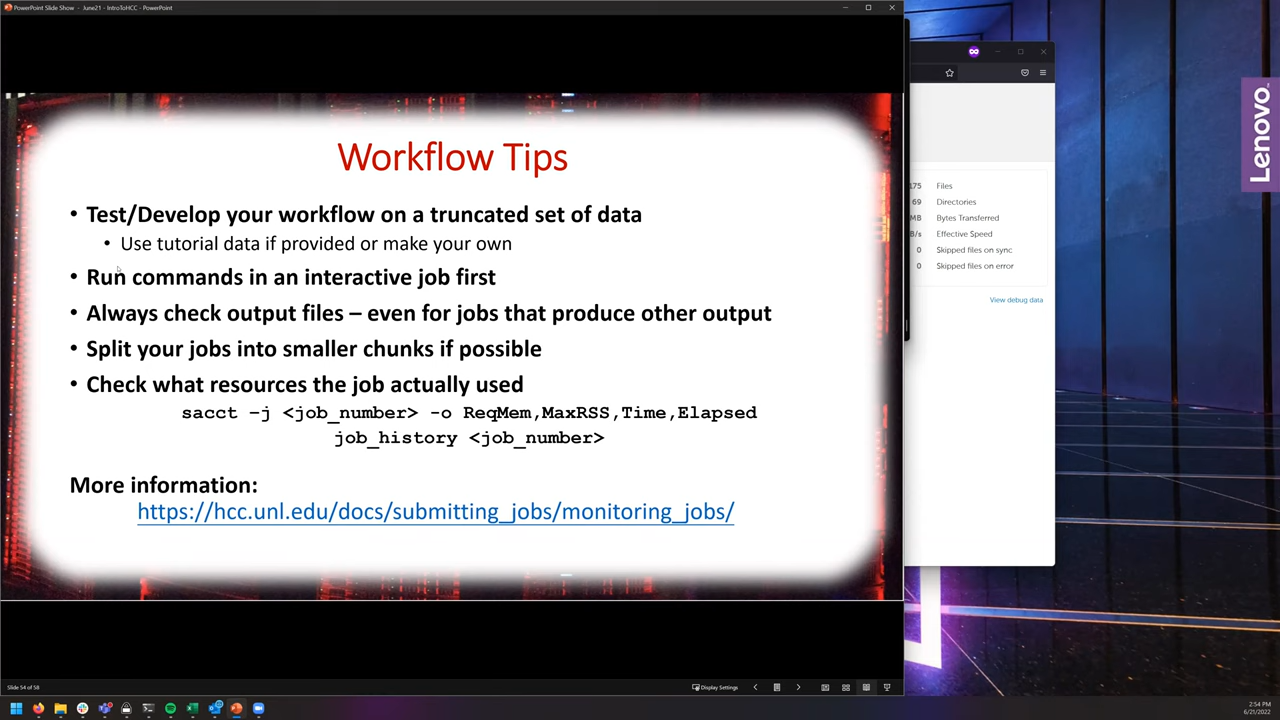 PowerPoint Slide Show - June21 - IntroToHCC - PowerPoint
Workflow Tips
• Test/Develop your workflow on a truncated set of data
• Use tutorial data if provided or make your own
• Run commands in an interactive job first
• Always check output files – even for jobs that produce other output
• Split your jobs into smaller chunks if possible
• Check what resources the job actually used
sacct –j <job_number> -o ReqMem,MaxRSS,Time,Elapsed
job_history <job_number>
More information:
https://hcc.unl.edu/docs/submitting_jobs/monitoring_jobs/
175 Files
69 Directories
MB Bytes Transferred
B/s Effective Speed
0 Skipped files on sync
0 Skipped files on error
View debug data
Lenovo
Slide 54 of 58
Display Settings
2:54 PM
6/21/2022